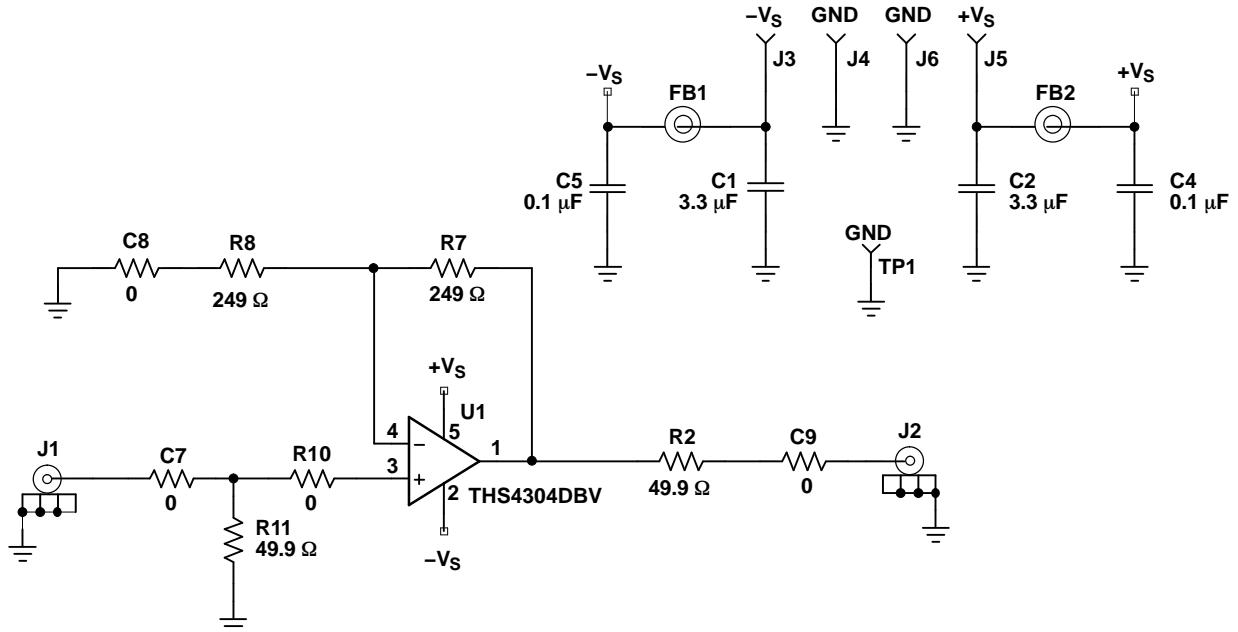 −VS
GND
GND
+VS
J3
J4
J6
J5
−VS
+VS
FB1
FB2
C5
0.1 μF
C1
3.3 μF
C2
3.3 μF
C4
0.1 μF
GND
TP1
C8
0
R8
249 Ω
R7
249 Ω
+VS
U1
4
5
1
−
3
+
2
THS4304DBV
−VS
J1
C7
0
R10
0
R11
49.9 Ω
R2
49.9 Ω
C9
0
J2